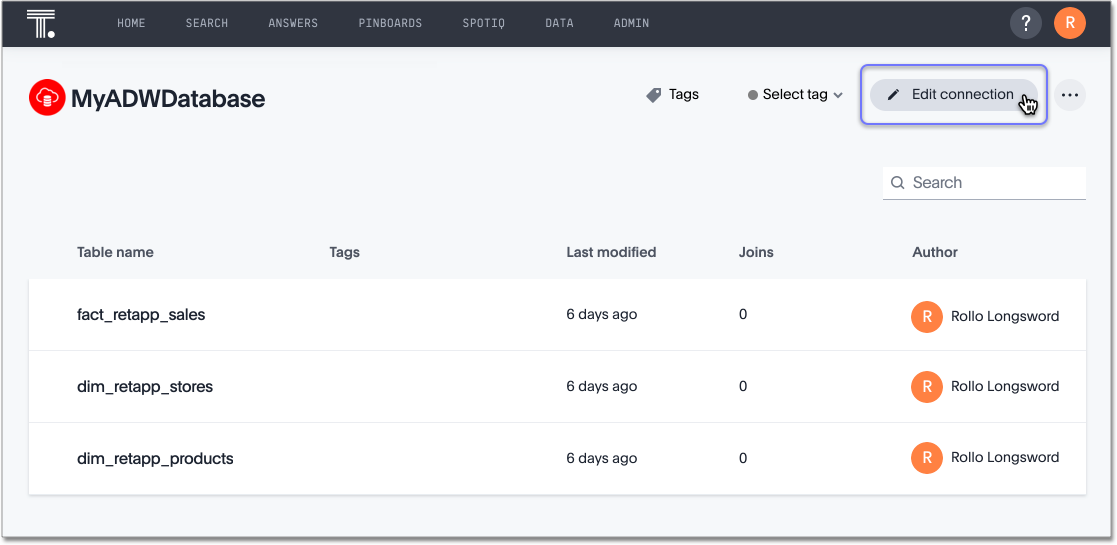 T. HOME SEARCH ANSWERS PINBOARDS SPOTIQ DATA ADMIN ? R
MyADWDatabase Tags Select tag Edit connection ...
Search
Table name Tags Last modified Joins Author
fact_retapp_sales 6 days ago 0 R Rollo Longsword
dim_retapp_stores 6 days ago 0 R Rollo Longsword
dim_retapp_products 6 days ago 0 R Rollo Longsword